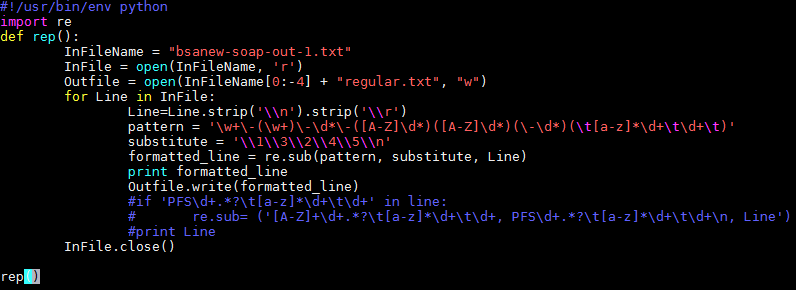 #!/usr/bin/env python
import re
def rep():
        InFileName = "bsanew-soap-out-1.txt"
        InFile = open(InFileName, 'r')
        Outfile = open(InFileName[0:-4] + "regular.txt", "w")
        for Line in InFile:
                Line=Line.strip('\\n').strip('\\r')
                pattern = '\w+\-(\w+)\-\d*\-([A-Z]\d*)([A-Z]\d*)(\-\d*)(\t[a-z]*\d+\t\d+\t)'
                substitute = '\\1\\3\\2\\4\\5\\n'
                formatted_line = re.sub(pattern, substitute, Line)
                print formatted_line
                Outfile.write(formatted_line)
                #if 'PFS\d+.*?\t[a-z]*\d+\t\d+' in line:
                #       re.sub= ('[A-Z]+\d+.*?\t[a-z]*\d+\t\d+, PFS\d+.*?\t[a-z]*\d+\t\d+\n, Line')
                #print Line
        InFile.close()

rep()